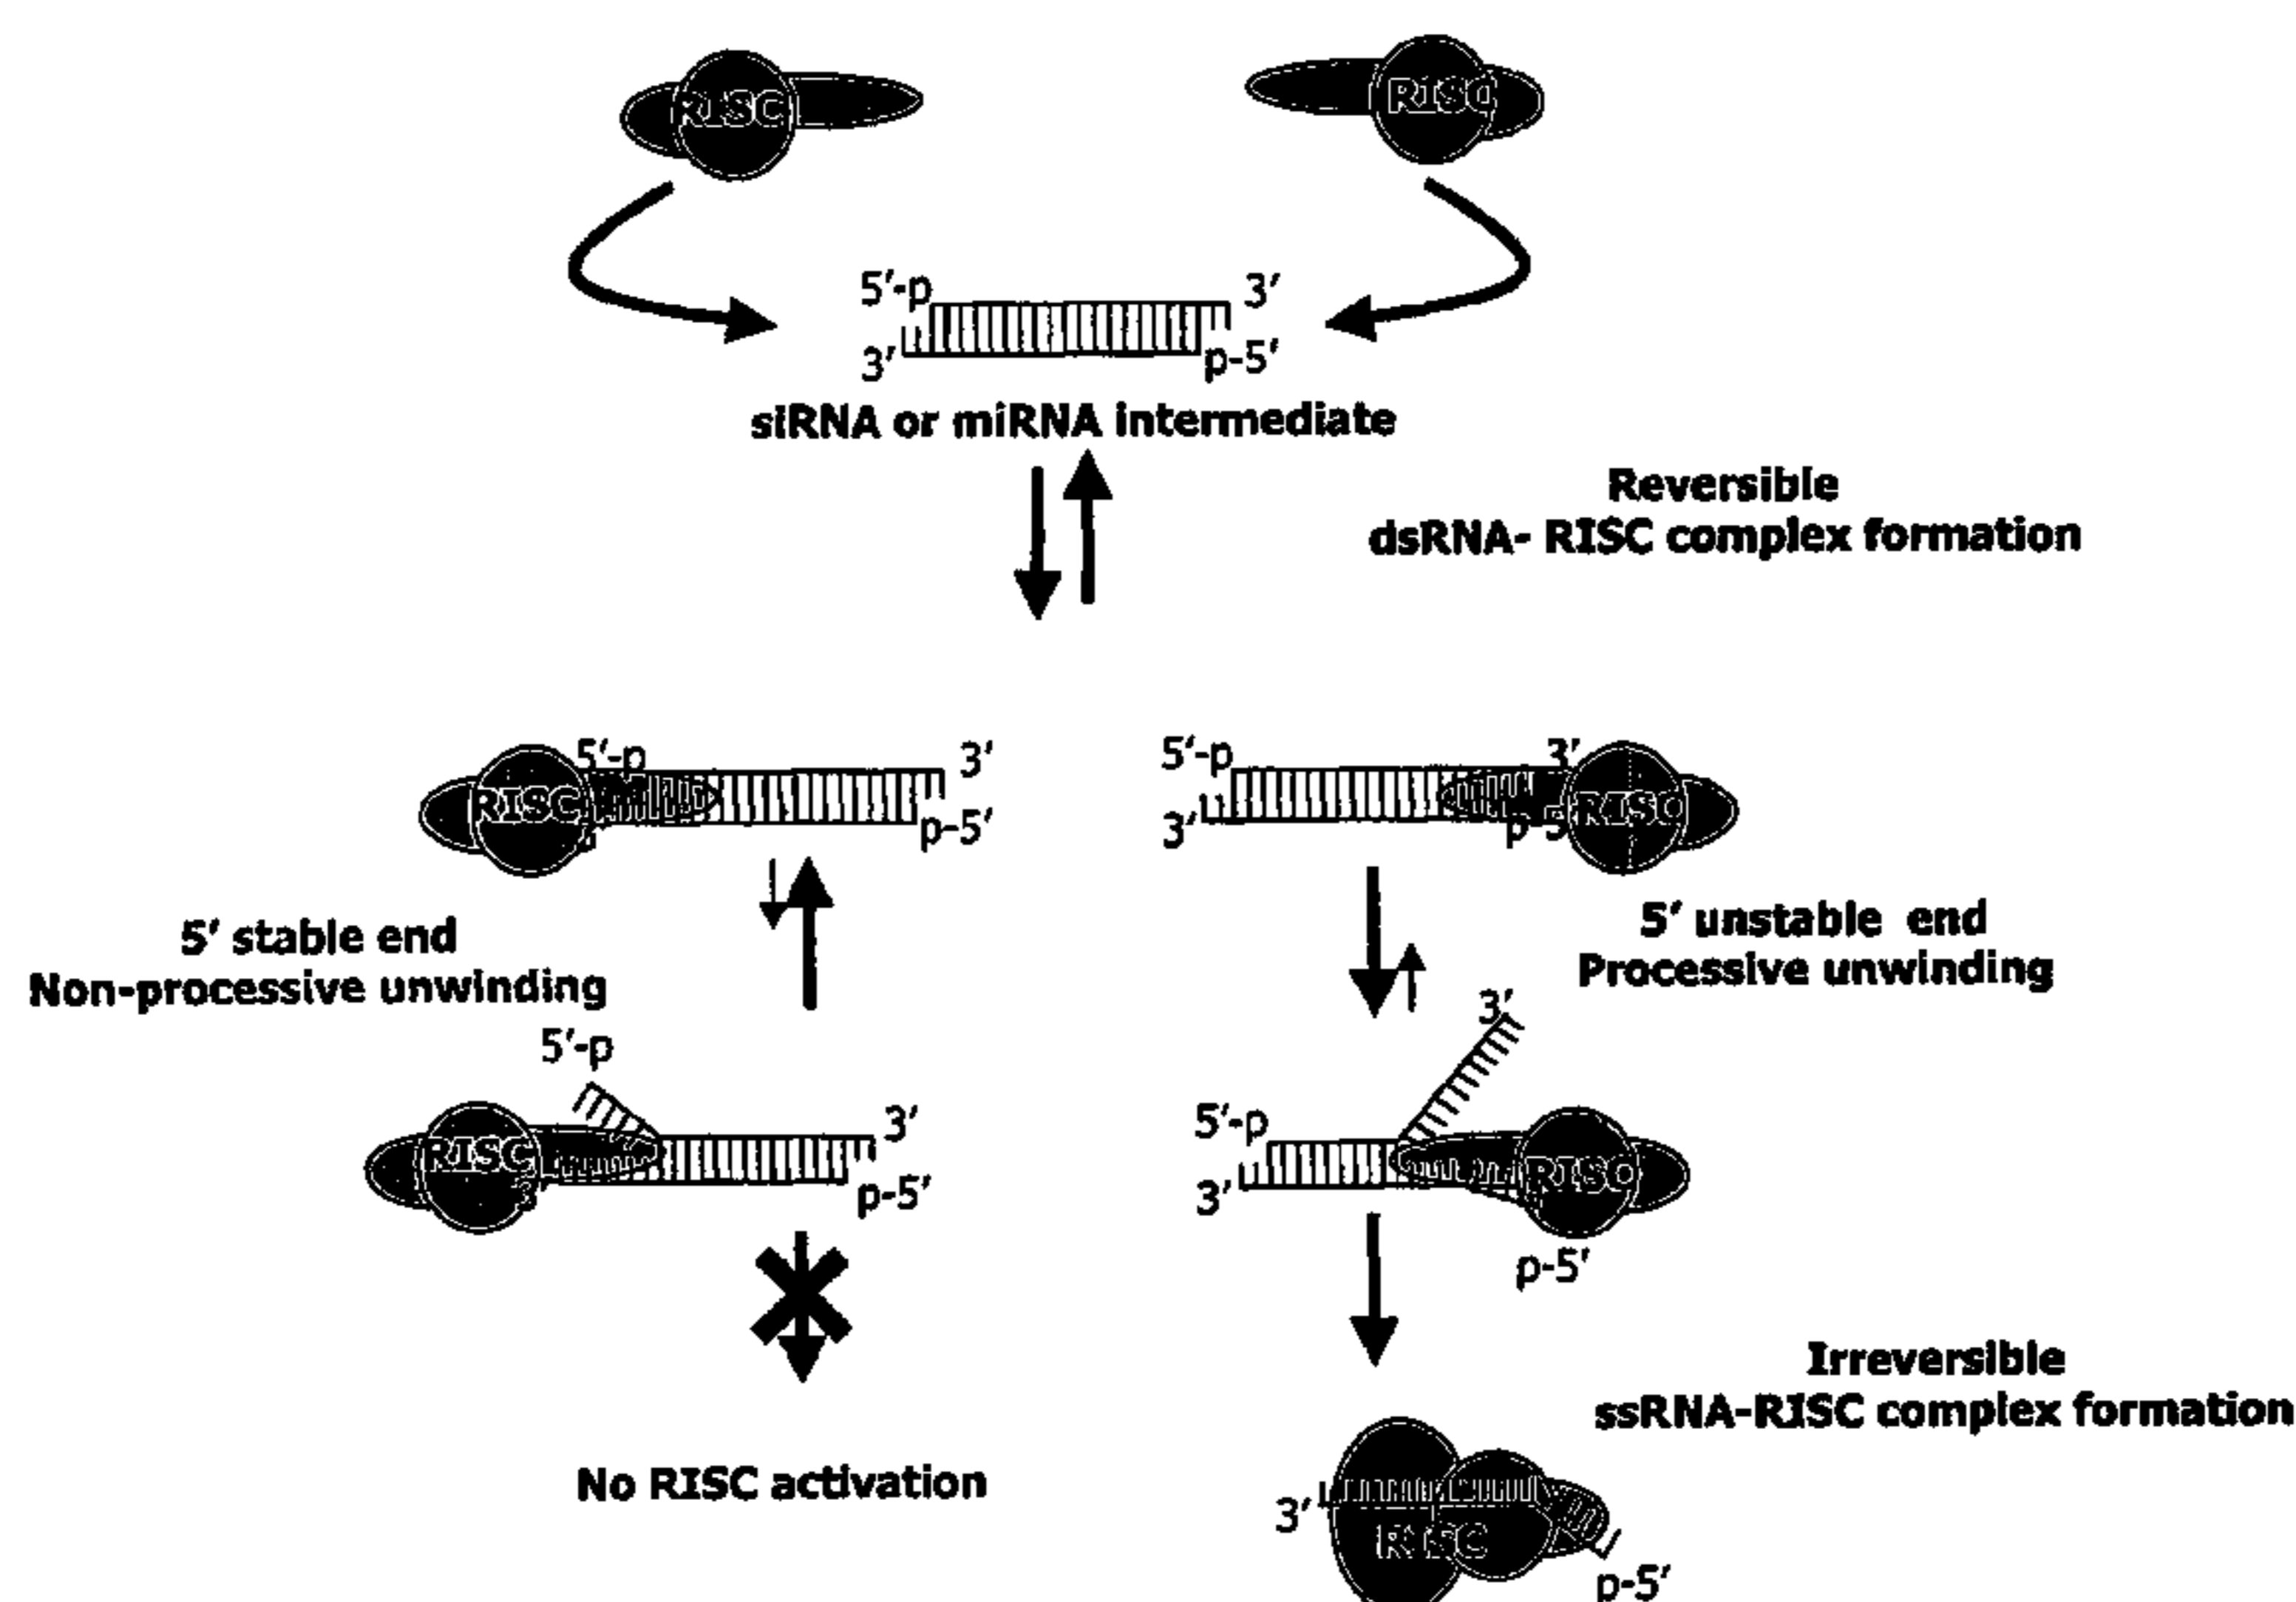 RISC
RISC
5'-p
3'
3'
p-5'
siRNA or miRNA intermediate
Reversible
dsRNA- RISC complex formation
5'-p
3'
RISC
p-5'
5'-p
3'
RISC
3'
p-5'
5' stable end
Non-processive unwinding
5' unstable end
Processive unwinding
5'-p
3'
RISC
3'
p-5'
3'
5'-p
RISC
3'
p-5'
Irreversible
ssRNA-RISC complex formation
No RISC activation
3'
RISC
p-5'